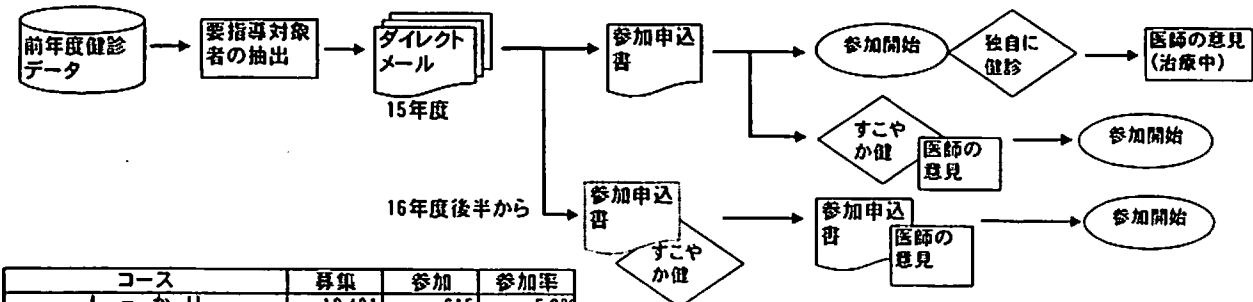 前年度健診
データ
要指導対象
者の抽出
ダイレクト
メール
15年度
参加申込
書
参加開始
独自に
健診
医師の意見
(治療中)
すこや
か健
医師の
意見
参加開始
16年度後半から
参加申込
書
すこや
か健
参加申込
書
医師の
意見
参加開始
コース 募集 参加 参加率